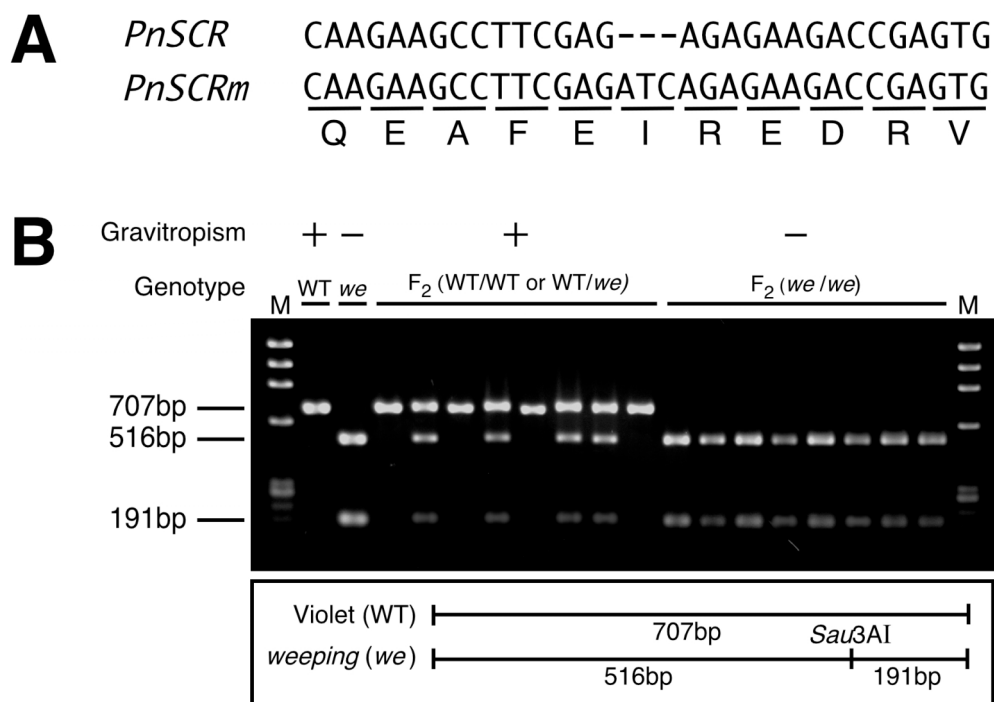 A
PnSCR CAAGAAGCCTTCGAG---AGAGAAGACCGAGTG
PnSCRm CAAGAAGCCTTCGAGATCAGAGAAGACCGAGTG
Q E A F E I R E D R V
B
Gravitropism + − + −
Genotype WT we F2 (WT/WT or WT/we) F2 (we/we)
M M
707bp
516bp
191bp
Violet (WT)
707bp Sau3AI
weeping (we)
516bp 191bp